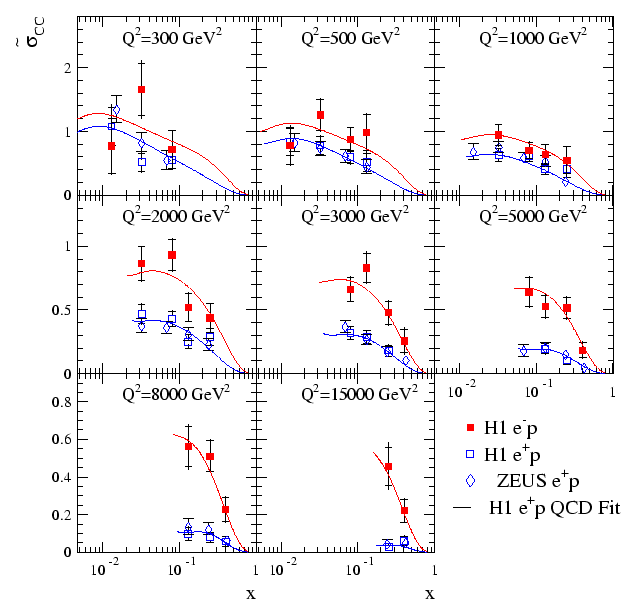 σ̃CC
Q²=300 GeV²
Q²=500 GeV²
Q²=1000 GeV²
2
1
0
Q²=2000 GeV²
Q²=3000 GeV²
Q²=5000 GeV²
1
0.5
0
Q²=8000 GeV²
Q²=15000 GeV²
10⁻² 10⁻¹ 1
0.8
0.6
0.4
0.2
0
H1 e⁻p
H1 e⁺p
ZEUS e⁺p
H1 e⁺p QCD Fit
10⁻² 10⁻¹ 1 10⁻² 10⁻¹ 1
x x